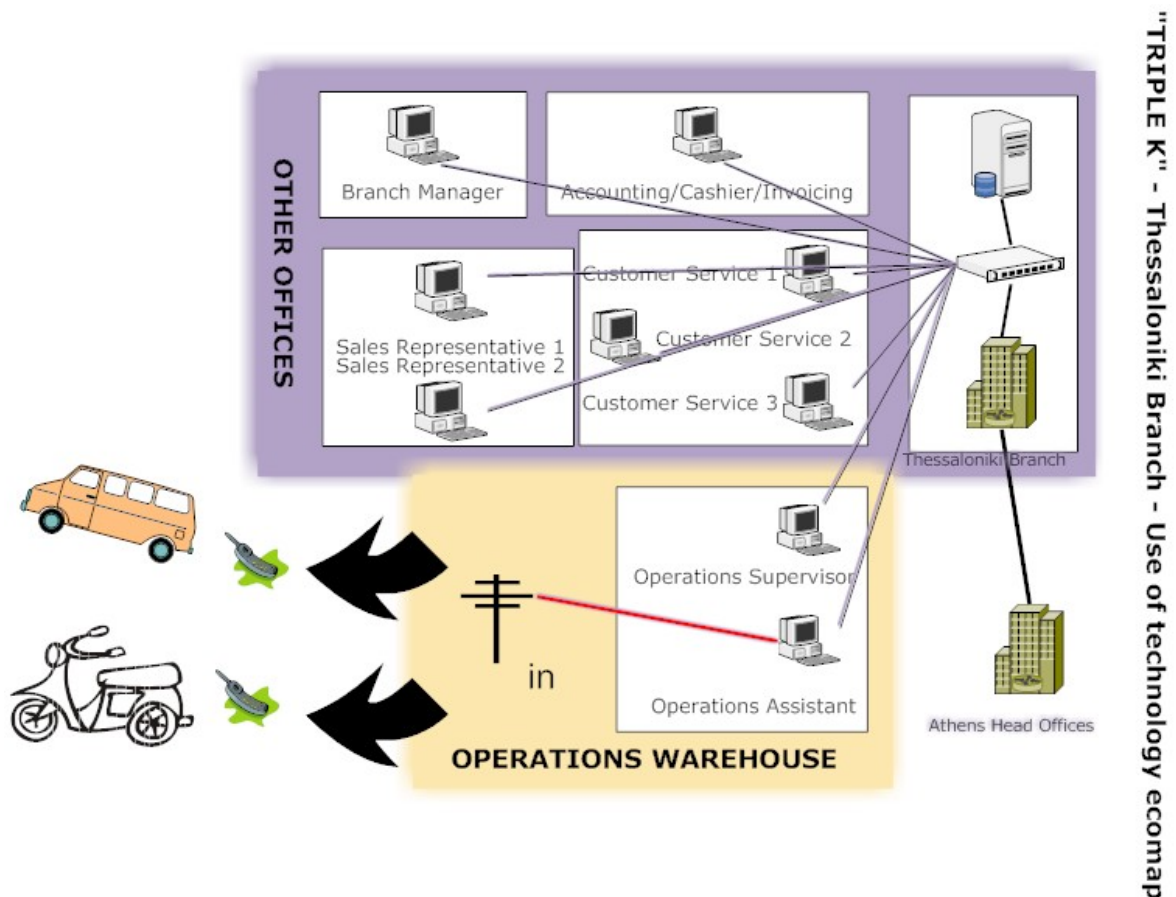 "TRIPLE K" - Thessaloniki Branch - Use of technology ecomap
OTHER OFFICES
Branch Manager
Accounting/Cashier/Invoicing
Customer Service 1
Sales Representative 1
Customer Service 2
Sales Representative 2
Customer Service 3
Thessaloniki Branch
Operations Supervisor
in
Operations Assistant
Athens Head Offices
OPERATIONS WAREHOUSE